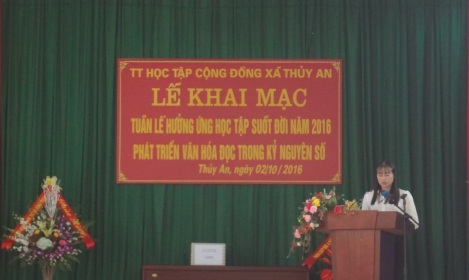 TT HỌC TẬP CỘNG ĐỒNG XÃ THỦY AN
LỄ KHAI MẠC
TUẦN LỄ HƯỞNG ỨNG HỌC TẬP SUỐT ĐỜI NĂM 2016
PHÁT TRIỂN VĂN HÓA ĐỌC TRONG KỶ NGUYÊN SỐ
Thủy An, ngày 02/10/2016